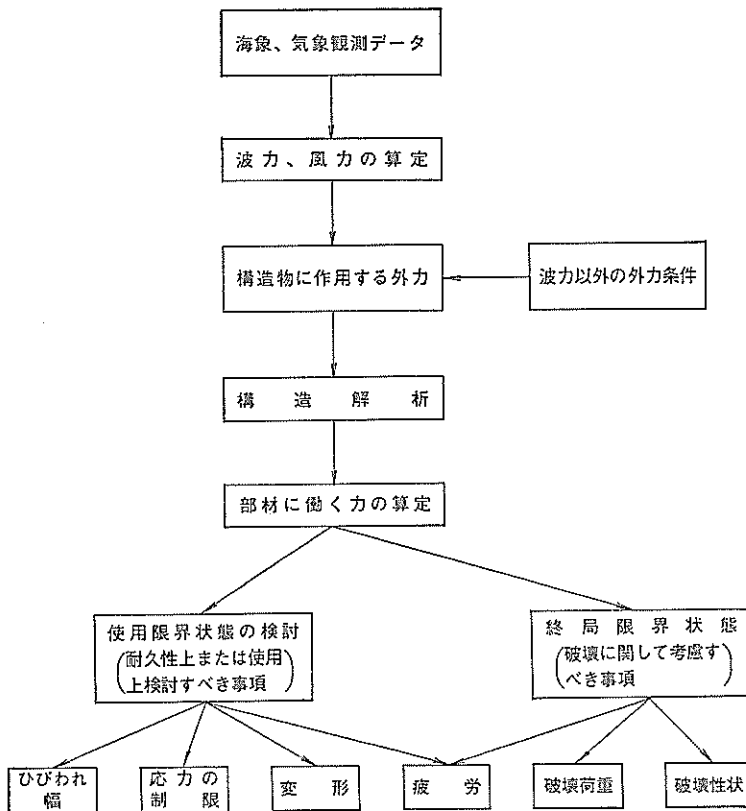 海象、気象観測データ
波力、風力の算定
構造物に作用する外力
波力以外の外力条件
構造解析
部材に働く力の算定
使用限界状態の検討
(耐久性上または使用
上検討すべき事項)
終局限界状態
(破壊に関して考慮す
べき事項)
ひびわれ
幅
応力の
制限
変形
疲労
破壊荷重
破壊性状